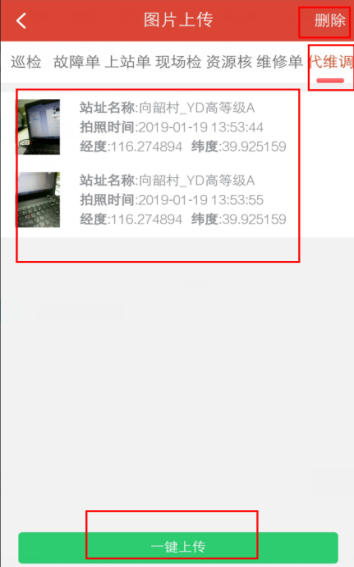 图片上传 删除
巡检 故障单 上站单 现场检 资源核 维修单 代维调
站址名称:向韶村_YD高等级A
拍照时间:2019-01-19 13:53:44
经度:116.274894 纬度:39.925159
站址名称:向韶村_YD高等级A
拍照时间:2019-01-19 13:53:55
经度:116.274894 纬度:39.925159
一键上传